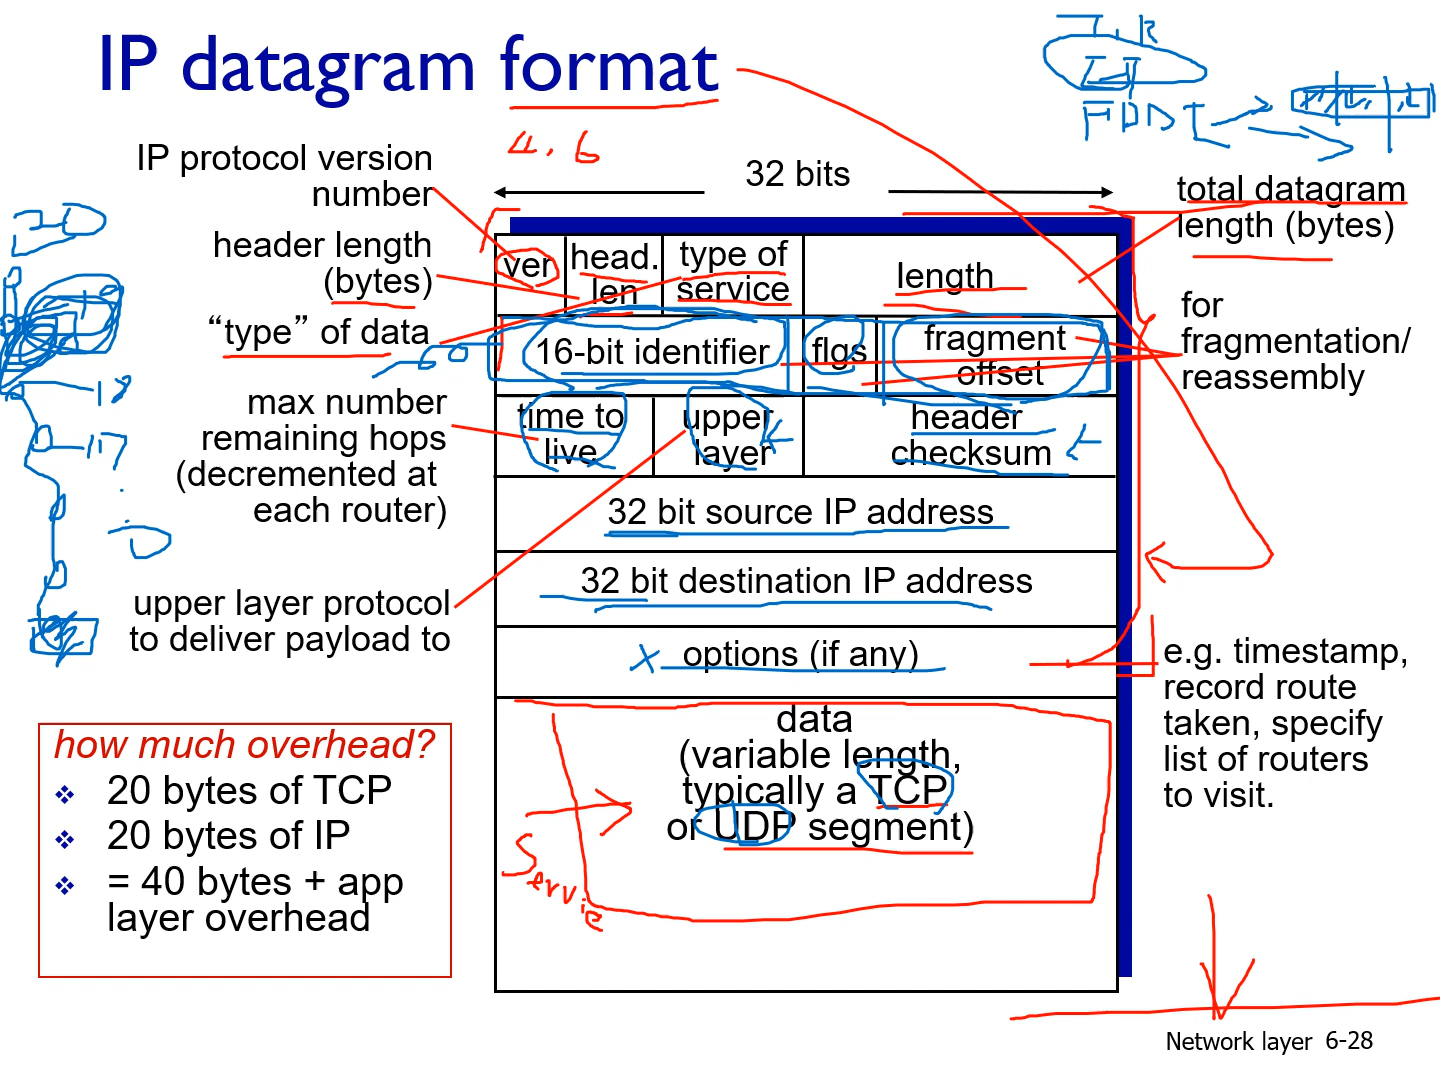 IP datagram format
4. 6
FDDI
32 bits
IP protocol version
number
header length
(bytes)
“type” of data
max number
remaining hops
(decremented at
each router)
upper layer protocol
to deliver payload to
ver
head.
len
type of
service
length
16-bit identifier
flgs
fragment
offset
time to
live
upper
layer
header
checksum
32 bit source IP address
32 bit destination IP address
options (if any)
data
(variable length,
typically a TCP
or UDP segment)
Servic
total datagram
length (bytes)
for
fragmentation/
reassembly
e.g. timestamp,
record route
taken, specify
list of routers
to visit.
18
17
how much overhead?
❖ 20 bytes of TCP
❖ 20 bytes of IP
❖ = 40 bytes + app
layer overhead
Network layer 6-28